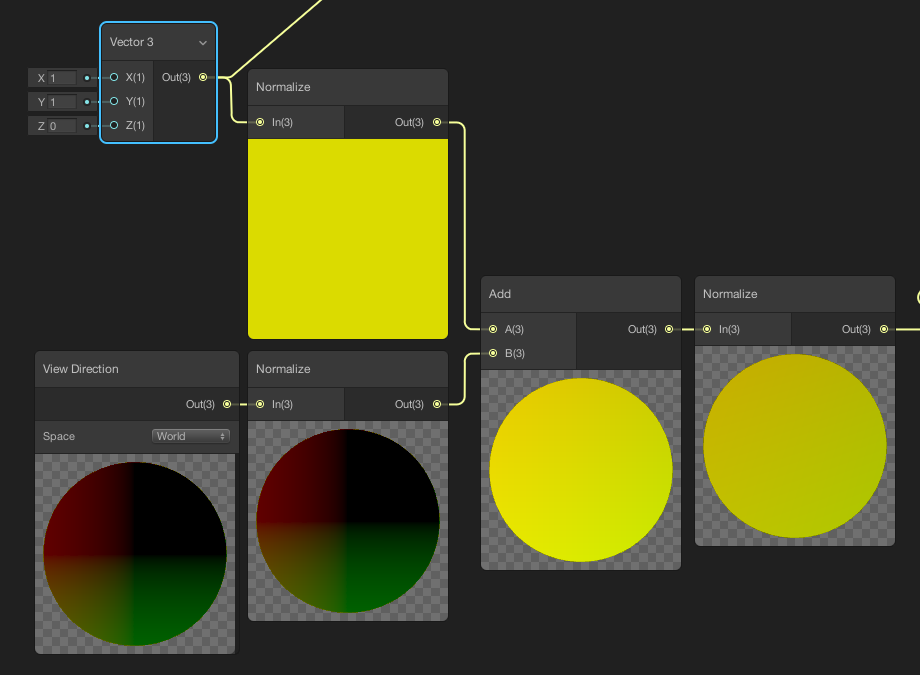 Vector 3
X 1 X(1) Out(3)
Y 1 Y(1)
Z 0 Z(1)
Normalize
In(3) Out(3)
Add
A(3) Out(3)
B(3)
Normalize
In(3) Out(3)
View Direction
Out(3)
Space World
Normalize
In(3) Out(3)